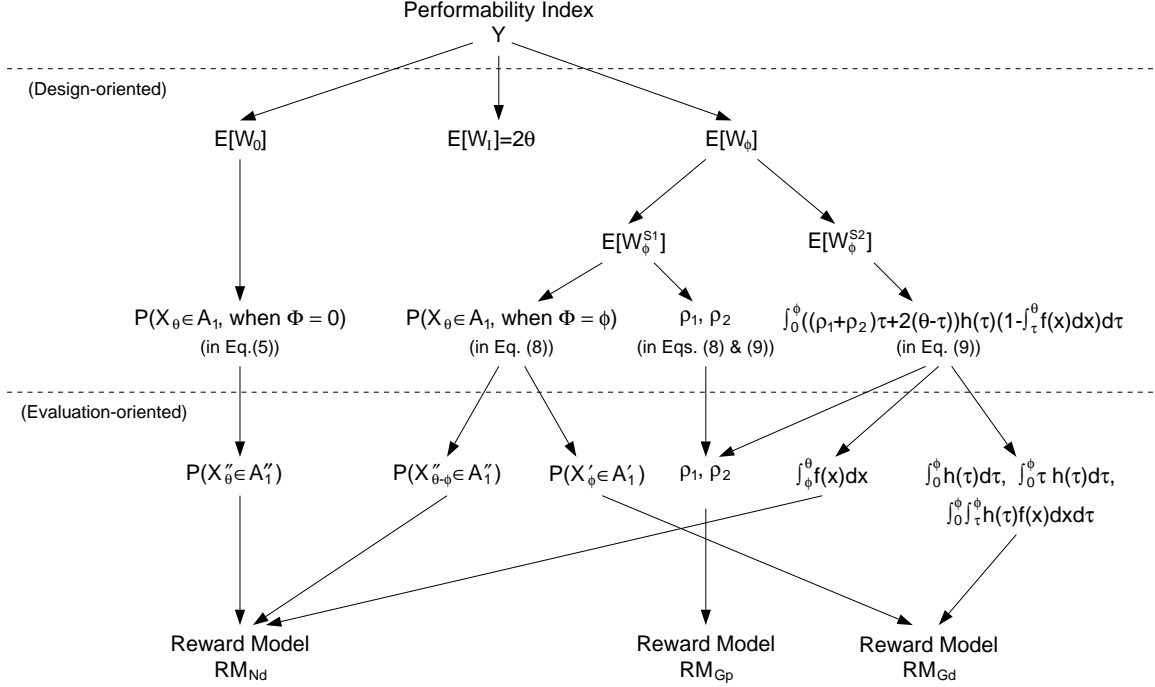 Performability Index
Y
(Design-oriented)
E[W₀]
E[W_I]=2θ
E[W_ϕ]
E[W_ϕ^S1]
E[W_ϕ^S2]
P(X_θ∈A₁, when Φ = 0)
(in Eq.(5))
P(X_θ∈A₁, when Φ = ϕ)
(in Eq. (8))
ρ₁, ρ₂
(in Eqs. (8) & (9))
∫₀^ϕ((ρ₁+ρ₂)τ+2(θ-τ))h(τ)(1-∫_τ^θ f(x)dx)dτ
(in Eq. (9))
(Evaluation-oriented)
P(X″_θ∈A″₁)
P(X″_θ-ϕ∈A″₁)
P(X′_ϕ∈A′₁)
ρ₁, ρ₂
∫_ϕ^θ f(x)dx
∫₀^ϕ h(τ)dτ, ∫₀^ϕ τ h(τ)dτ,
∫₀^ϕ∫_τ^ϕ h(τ)f(x)dxdτ
Reward Model
RM_Nd
Reward Model
RM_Gp
Reward Model
RM_Gd